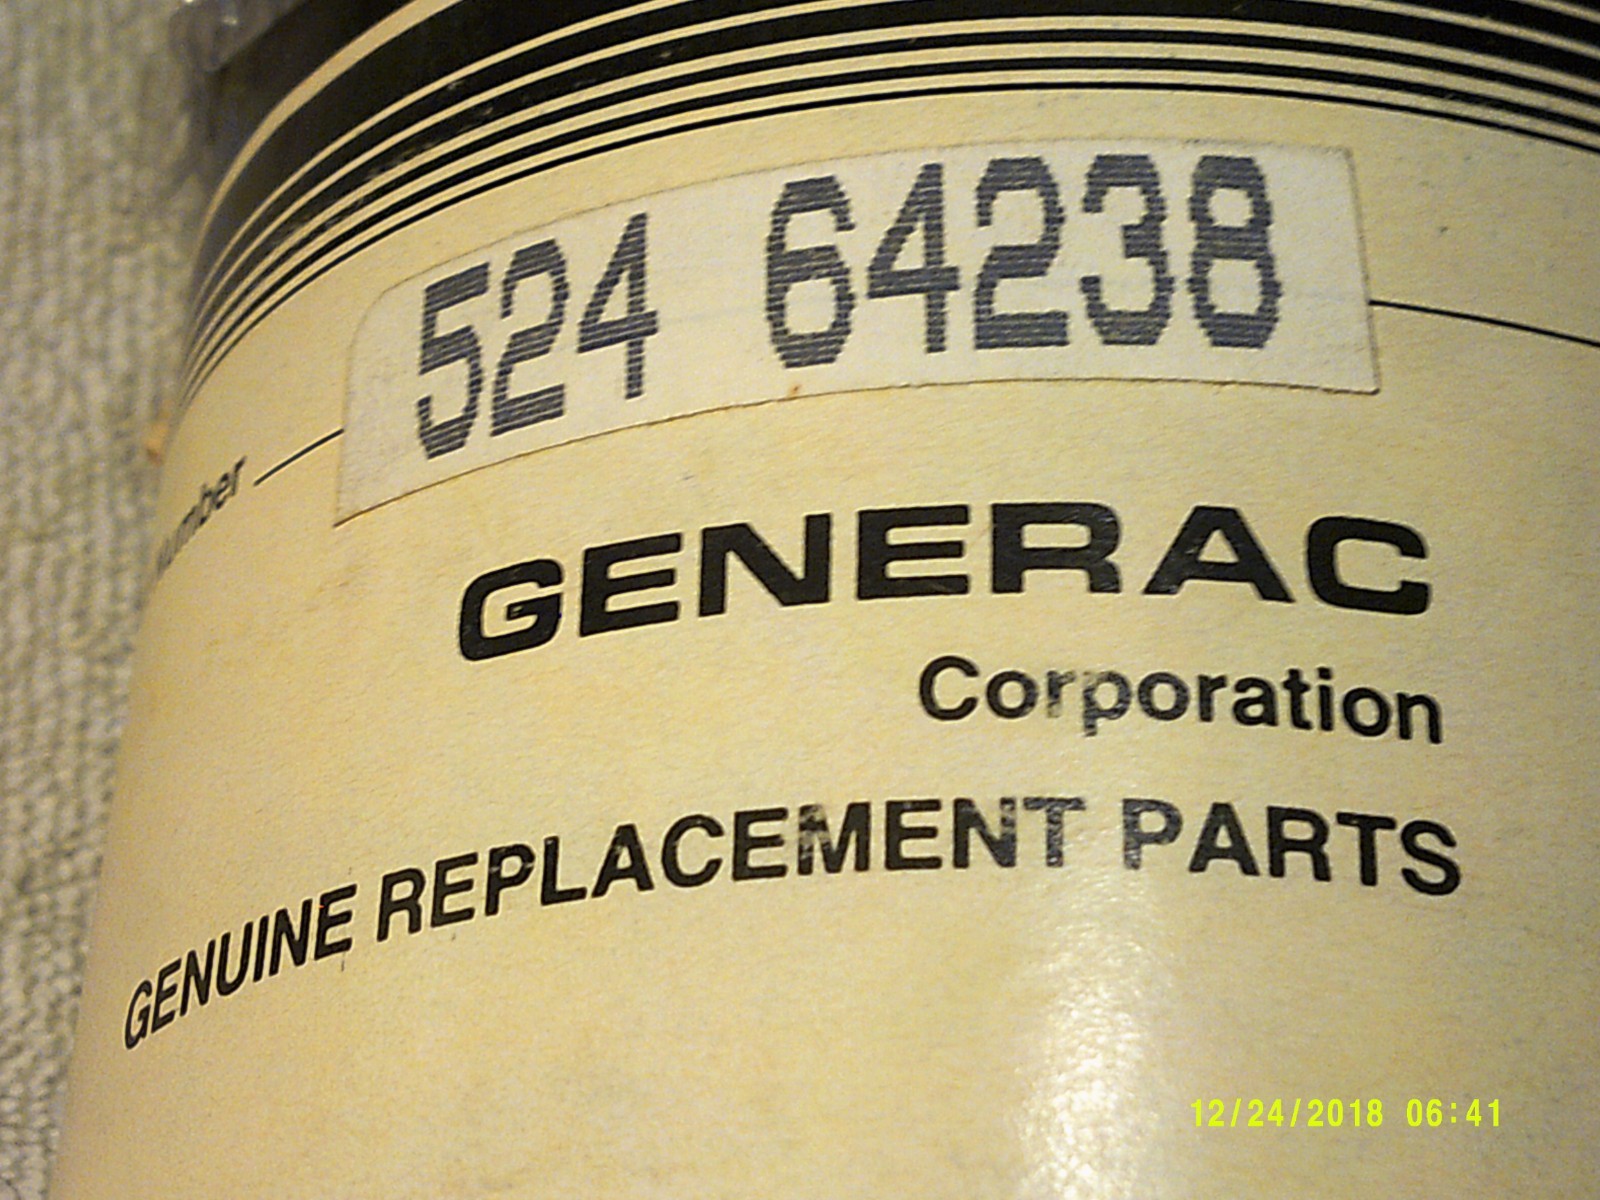 524 64238
number
GENERAC
Corporation
GENUINE REPLACEMENT PARTS
12/24/2018 06:41